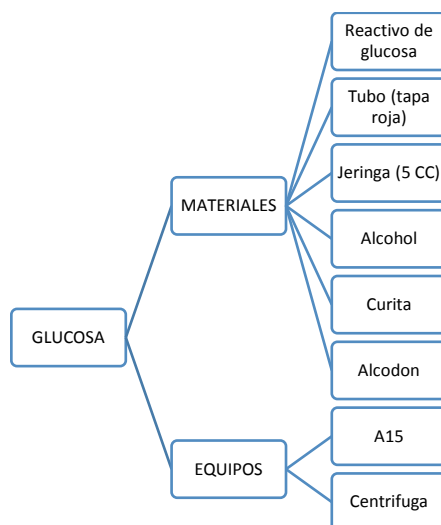 Reactivo de
glucosa
Tubo (tapa
roja)
Jeringa (5 CC)
MATERIALES
Alcohol
Curita
GLUCOSA
Alcodon
A15
EQUIPOS
Centrifuga